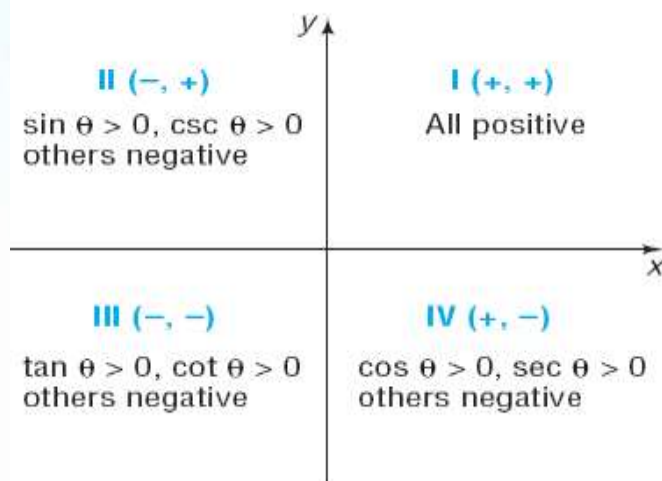 y
II (−, +)
sin θ > 0, csc θ > 0
others negative
I (+, +)
All positive
x
III (−, −)
tan θ > 0, cot θ > 0
others negative
IV (+, −)
cos θ > 0, sec θ > 0
others negative